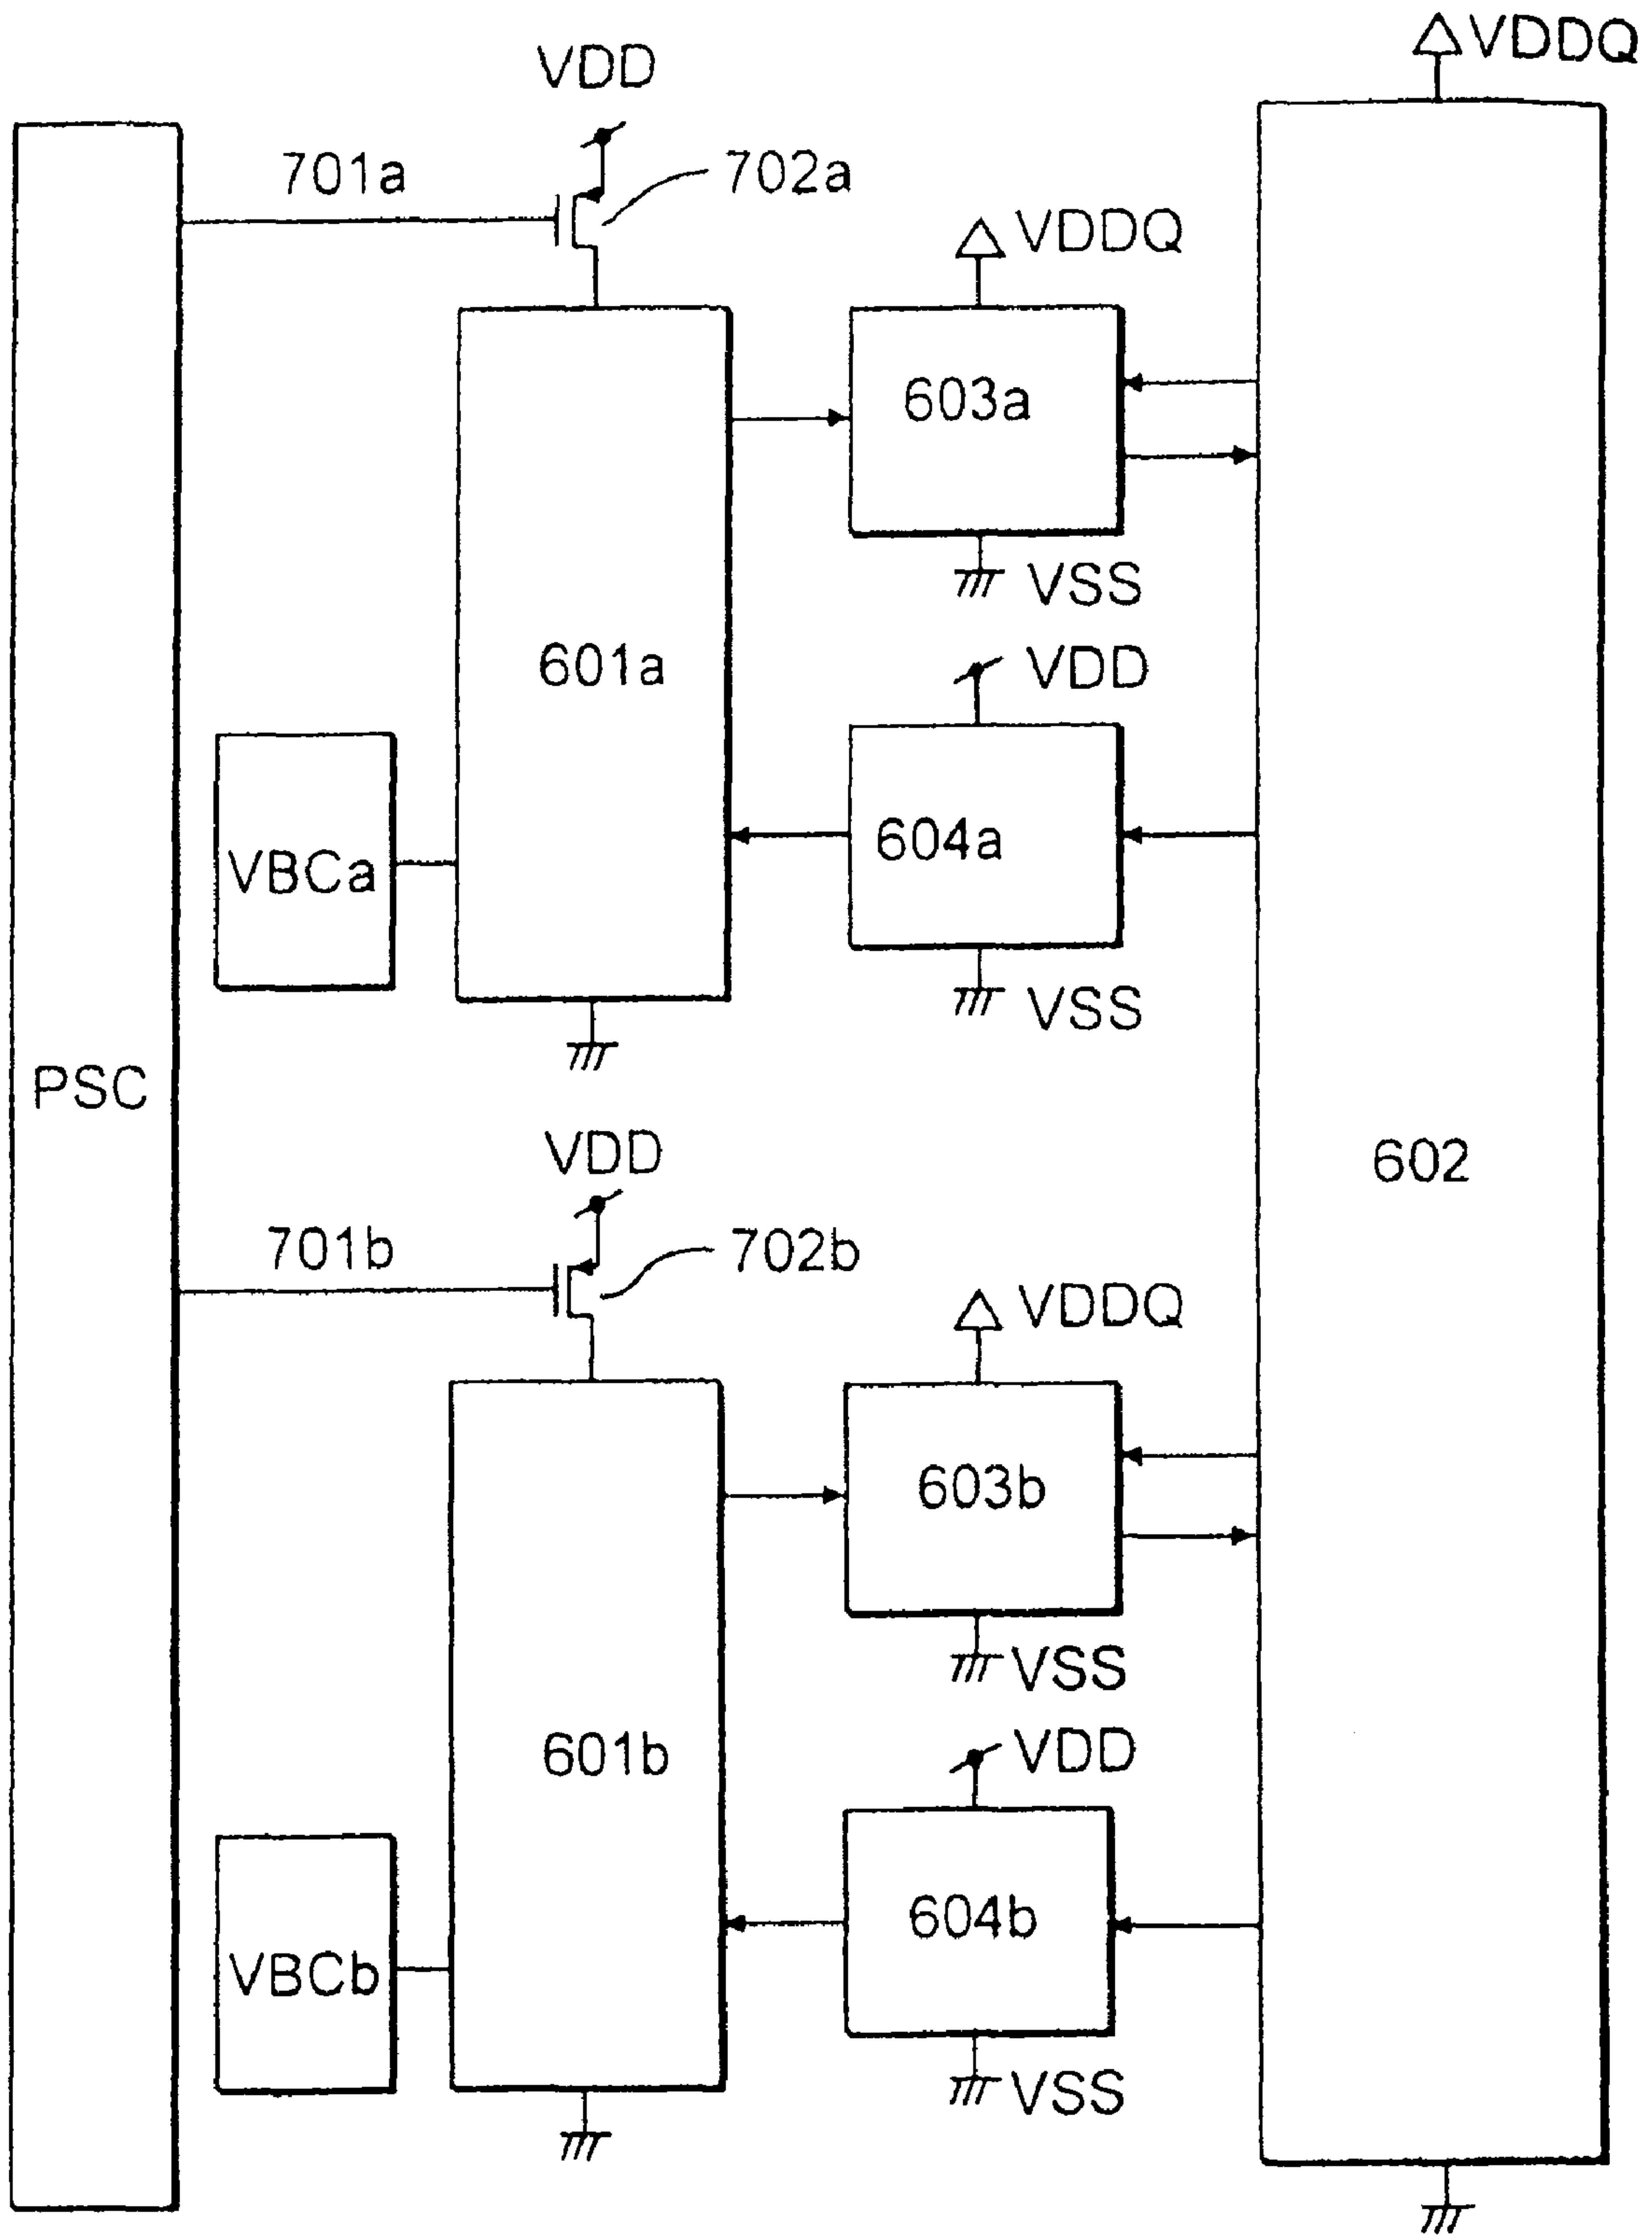 VDDQ
VDD
701a
702a
VDDQ
603a
VSS
601a
VDD
604a
VBCa
VSS
PSC
VDD
602
701b
702b
VDDQ
603b
VSS
601b
VDD
604b
VBCb
VSS